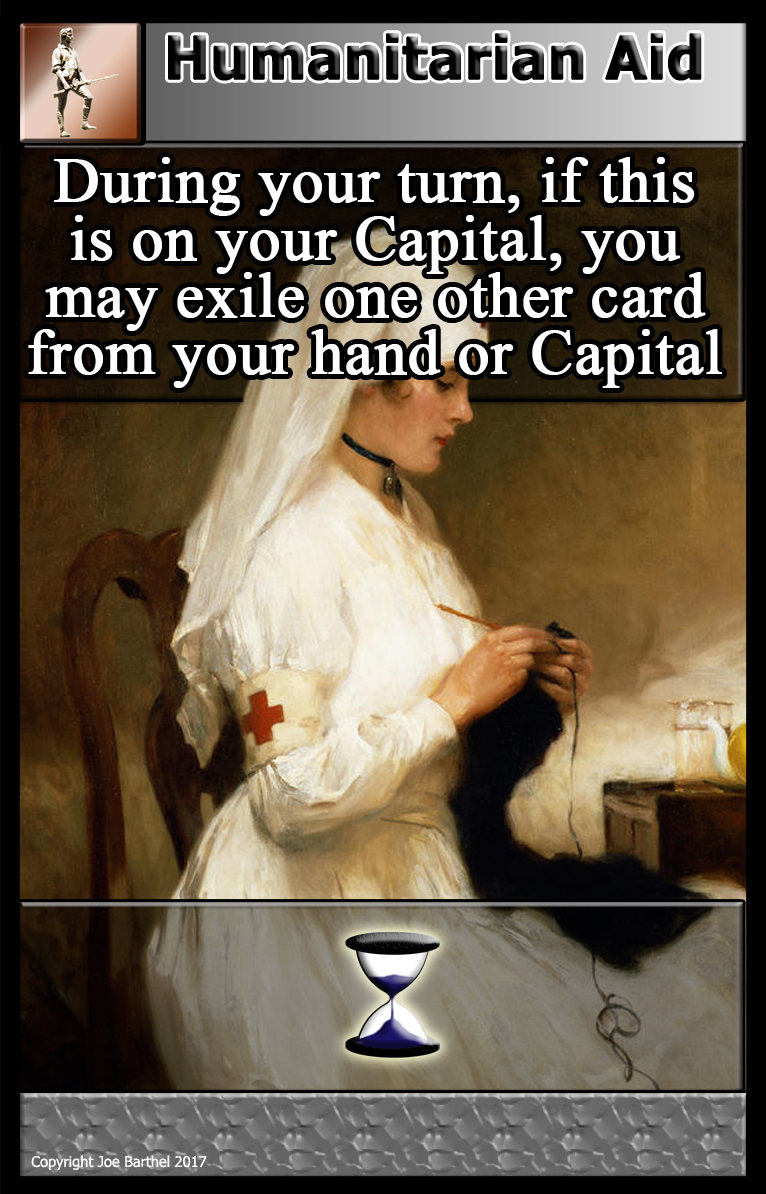 Humanitarian Aid
During your turn, if this
is on your Capital, you
may exile one other card
from your hand or Capital
Copyright Joe Barthel 2017